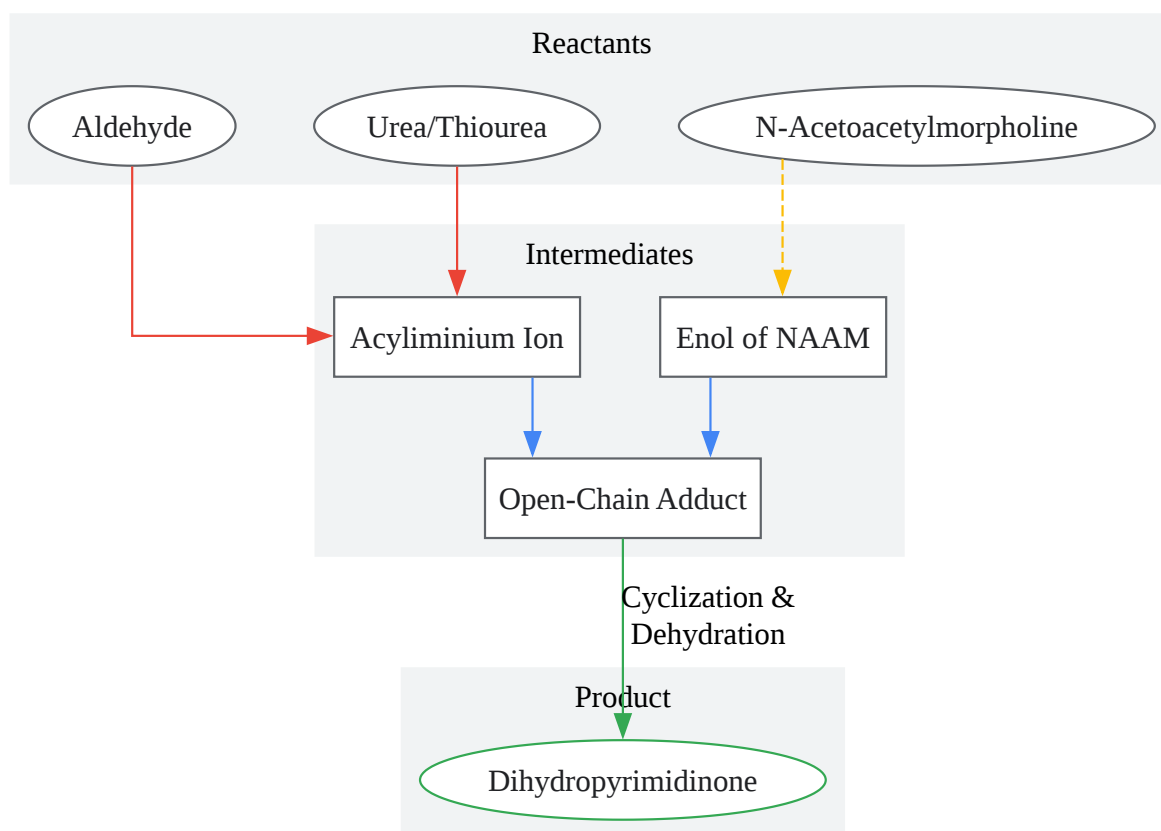 Reactants
Aldehyde
Urea/Thiourea
N-Acetoacetylmorpholine
Intermediates
Acyliminium Ion
Enol of NAAM
Open-Chain Adduct
Cyclization &
Dehydration
Product
Dihydropyrimidinone